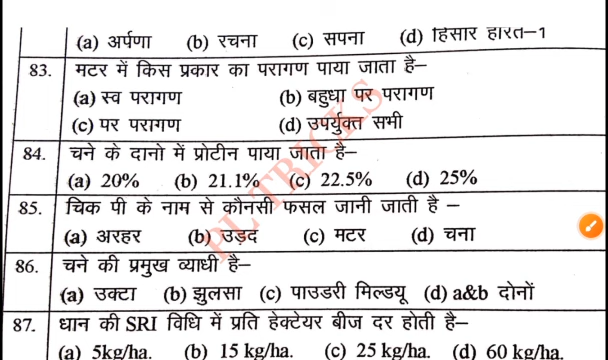 (a) अर्पणा (b) रचना (c) सपना (d) हिसार हरित–1
83. मटर में किस प्रकार का परागण पाया जाता है–
(a) स्व परागण (b) बहुधा पर परागण
(c) पर परागण (d) उपर्युक्त सभी
84. चने के दानो में प्रोटीन पाया जाता है–
(a) 20% (b) 21.1% (c) 22.5% (d) 25%
85. चिक पी के नाम से कौनसी फसल जानी जाती है –
(a) अरहर (b) उड़द (c) मटर (d) चना
86. चने की प्रमुख व्याधी है–
(a) उक्टा (b) झुलसा (c) पाउडरी मिल्डयू (d) a&b दोनों
87. धान की SRI विधि में प्रति हेक्टेयर बीज दर होती है–
(a) 5kg/ha. (b) 15 kg/ha. (c) 25 kg/ha. (d) 60 kg/ha.
PL TRICKS